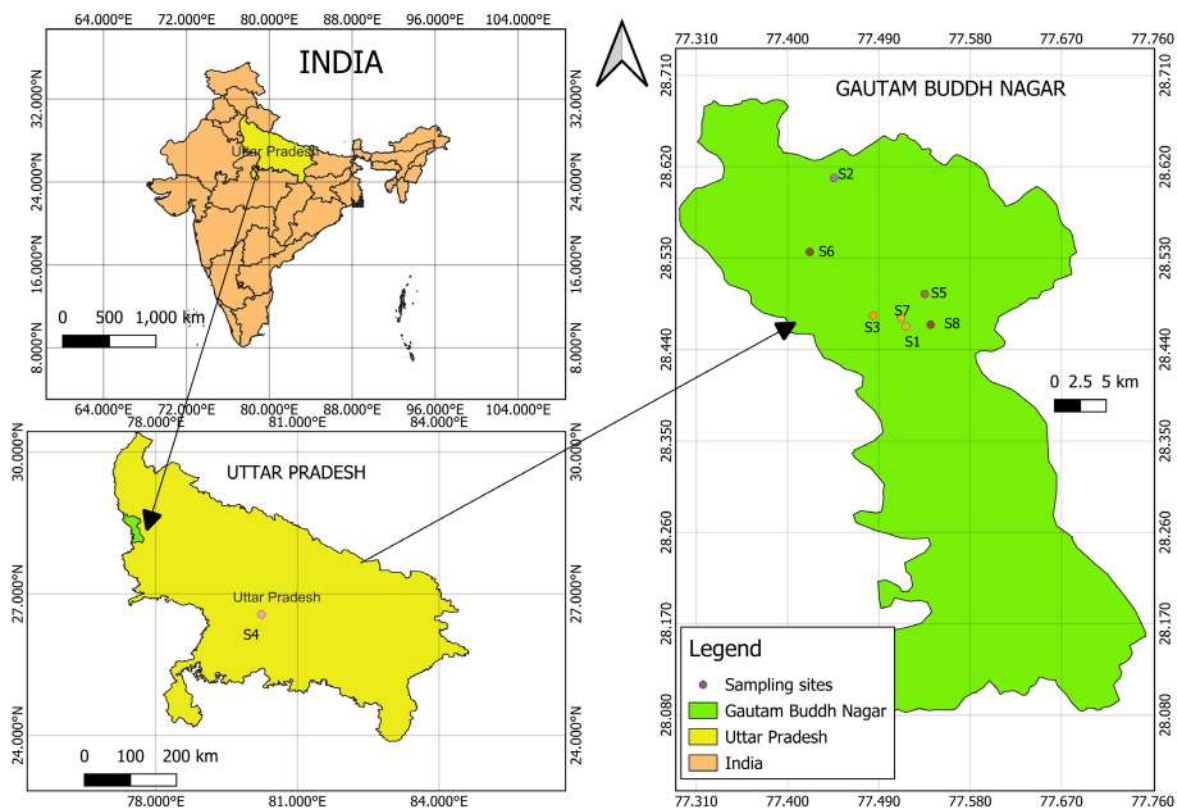 64.000°E 72.000°E 80.000°E 88.000°E 96.000°E 104.000°E
INDIA
32.000°N
24.000°N
16.000°N
8.000°N
Uttar Pradesh
32.000°N
24.000°N
16.000°N
8.000°N
0 500 1,000 km
64.000°E 72.000°E 80.000°E 88.000°E 96.000°E 104.000°E
78.000°E 81.000°E 84.000°E
UTTAR PRADESH
30.000°N
27.000°N
24.000°N
Uttar Pradesh
S4
30.000°N
27.000°N
24.000°N
0 100 200 km
78.000°E 81.000°E 84.000°E
77.310 77.400 77.490 77.580 77.670 77.760
GAUTAM BUDDH NAGAR
28.710
28.620
28.530
28.440
28.350
28.260
28.170
28.080
S2
S6
S5
S7
S3
S8
S1
0 2.5 5 km
28.710
28.620
28.530
28.440
28.350
28.260
28.170
28.080
Legend
Sampling sites
Gautam Buddh Nagar
Uttar Pradesh
India
77.310 77.400 77.490 77.580 77.670 77.760